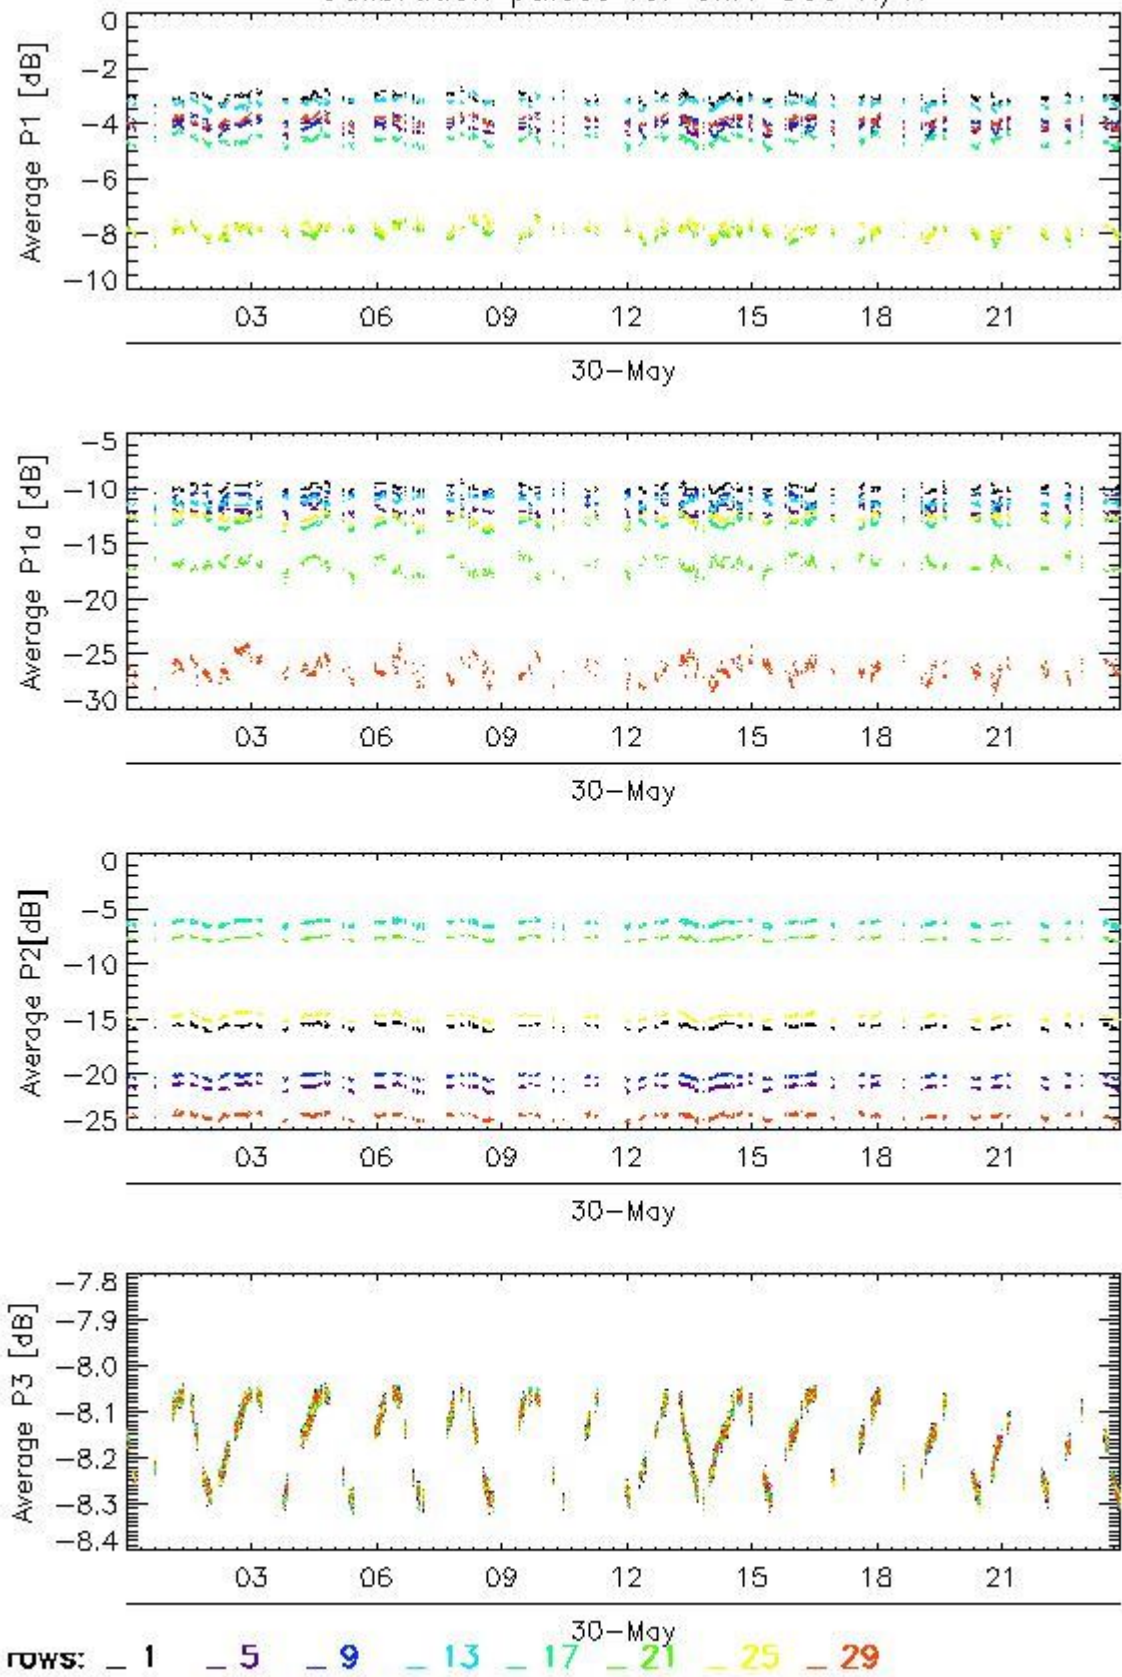 Average P1 [dB]
0
−2
−4
−6
−8
−10
03 06 09 12 15 18 21
30−May
Average P1a [dB]
−5
−10
−15
−20
−25
−30
03 06 09 12 15 18 21
30−May
Average P2[dB]
0
−5
−10
−15
−20
−25
03 06 09 12 15 18 21
30−May
Average P3 [dB]
−7.8
−7.9
−8.0
−8.1
−8.2
−8.3
−8.4
03 06 09 12 15 18 21
30−May
rows: _ 1 _ 5 _ 9 _ 13 _ 17 _ 21 _ 25 _ 29